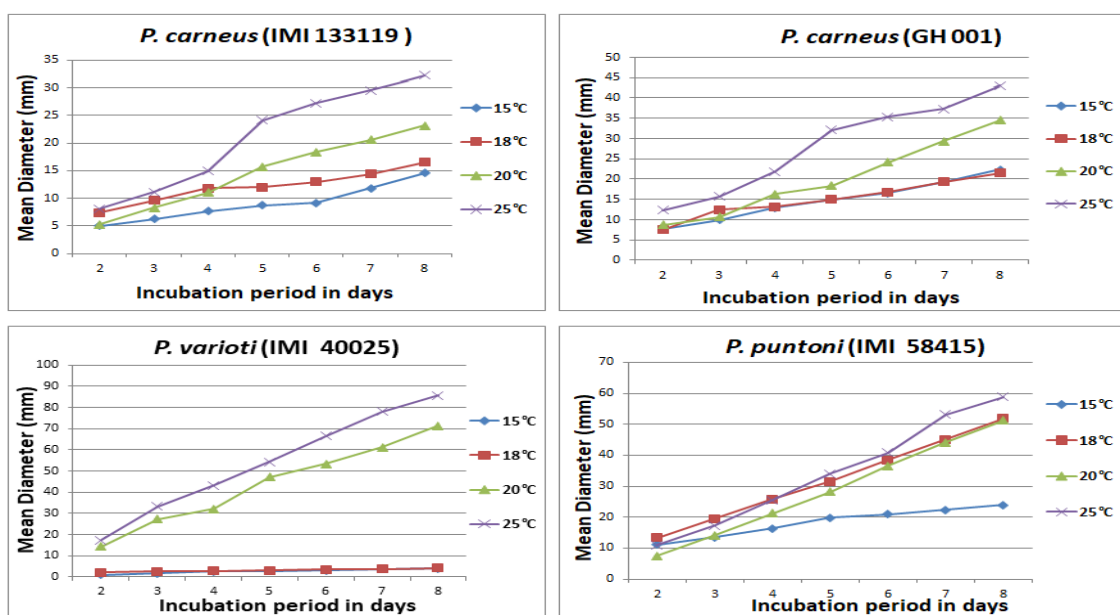 P. carneus (IMI 133119 )
Mean Diameter (mm)
35
30
25
20
15
10
5
0
2 3 4 5 6 7 8
Incubation period in days
15°C
18°C
20°C
25°C
P. carneus (GH 001)
Mean Diameter (mm)
50
45
40
35
30
25
20
15
10
5
0
2 3 4 5 6 7 8
Incubation period in days
15°C
18°C
20°C
25°C
P. varioti (IMI 40025)
Mean Diameter (mm)
100
90
80
70
60
50
40
30
20
10
0
2 3 4 5 6 7 8
Incubation period in days
15°C
18°C
20°C
25°C
P. puntoni (IMI 58415)
Mean Diameter (mm)
70
60
50
40
30
20
10
0
2 3 4 5 6 7 8
Incubation period in days
15°C
18°C
20°C
25°C